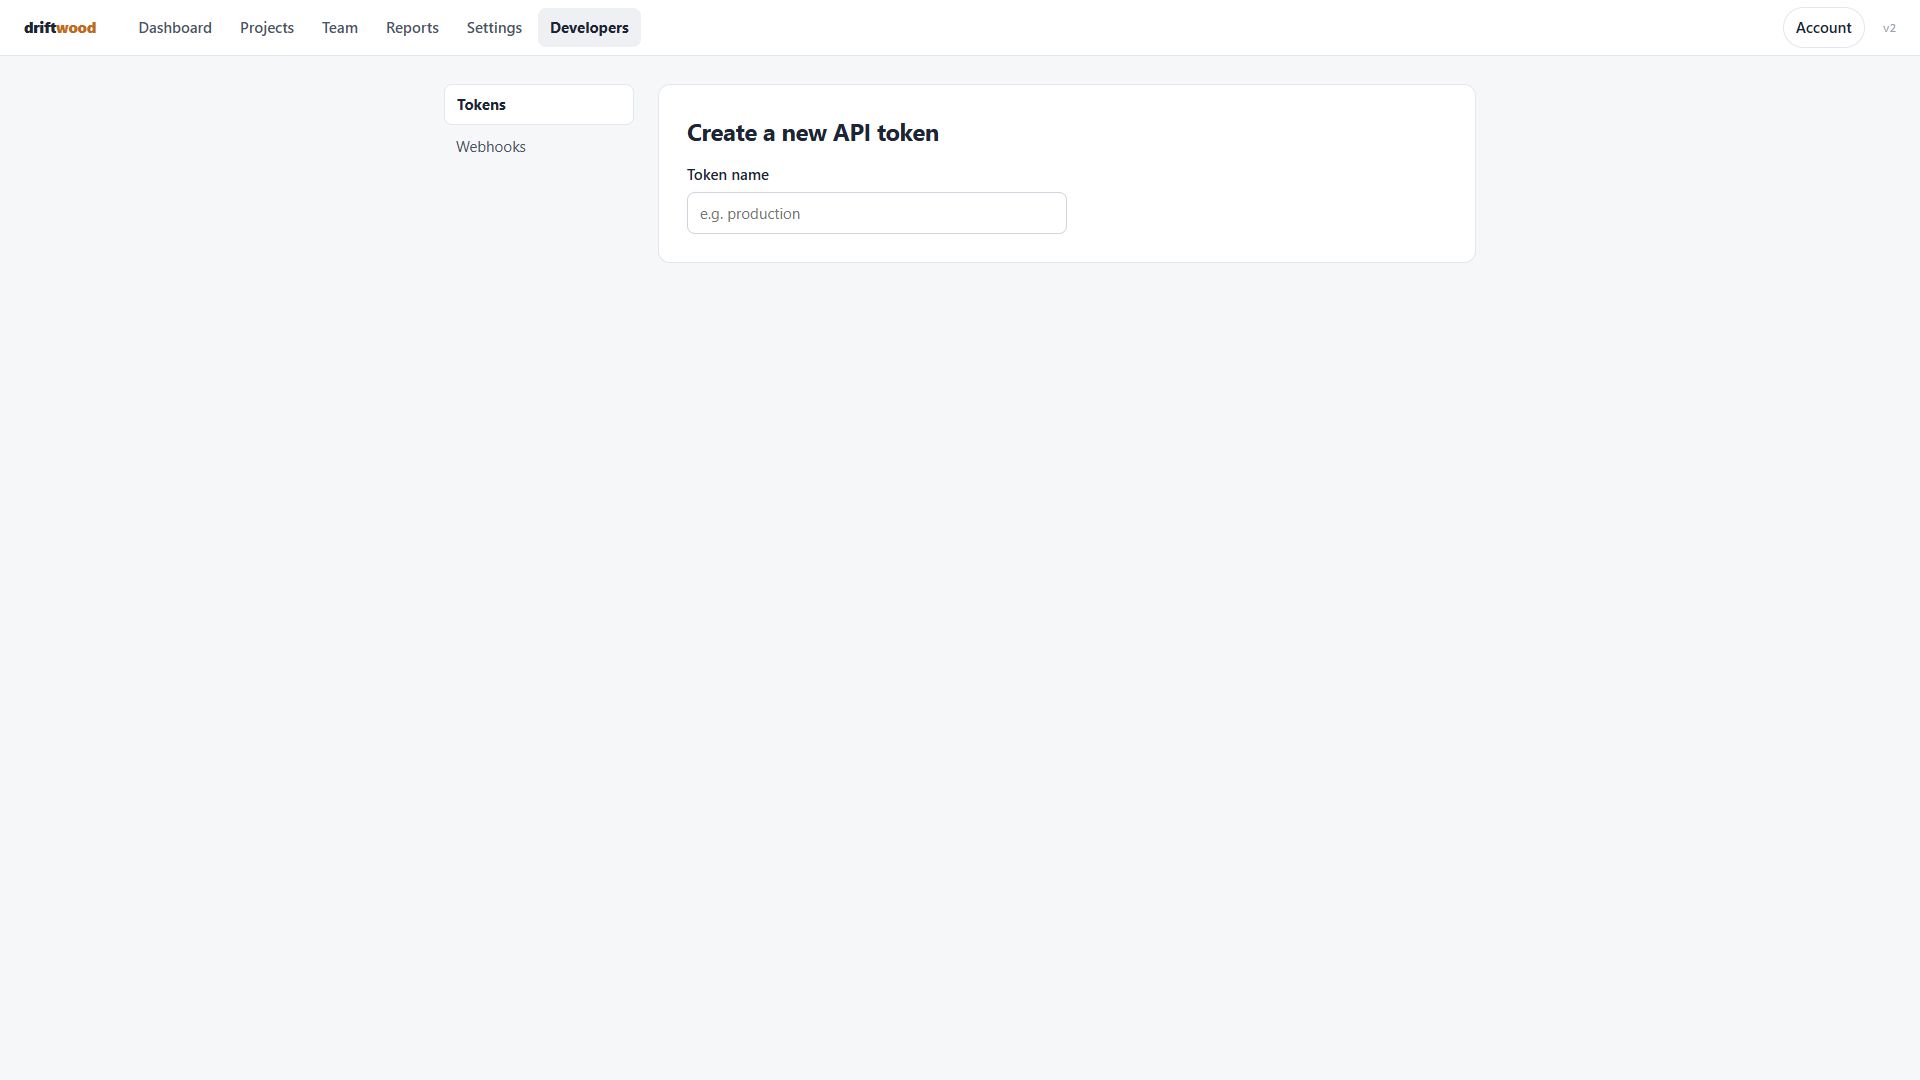 driftwood Dashboard Projects Team Reports Settings Developers Account v2
Tokens
Webhooks
Create a new API token
Token name
e.g. production